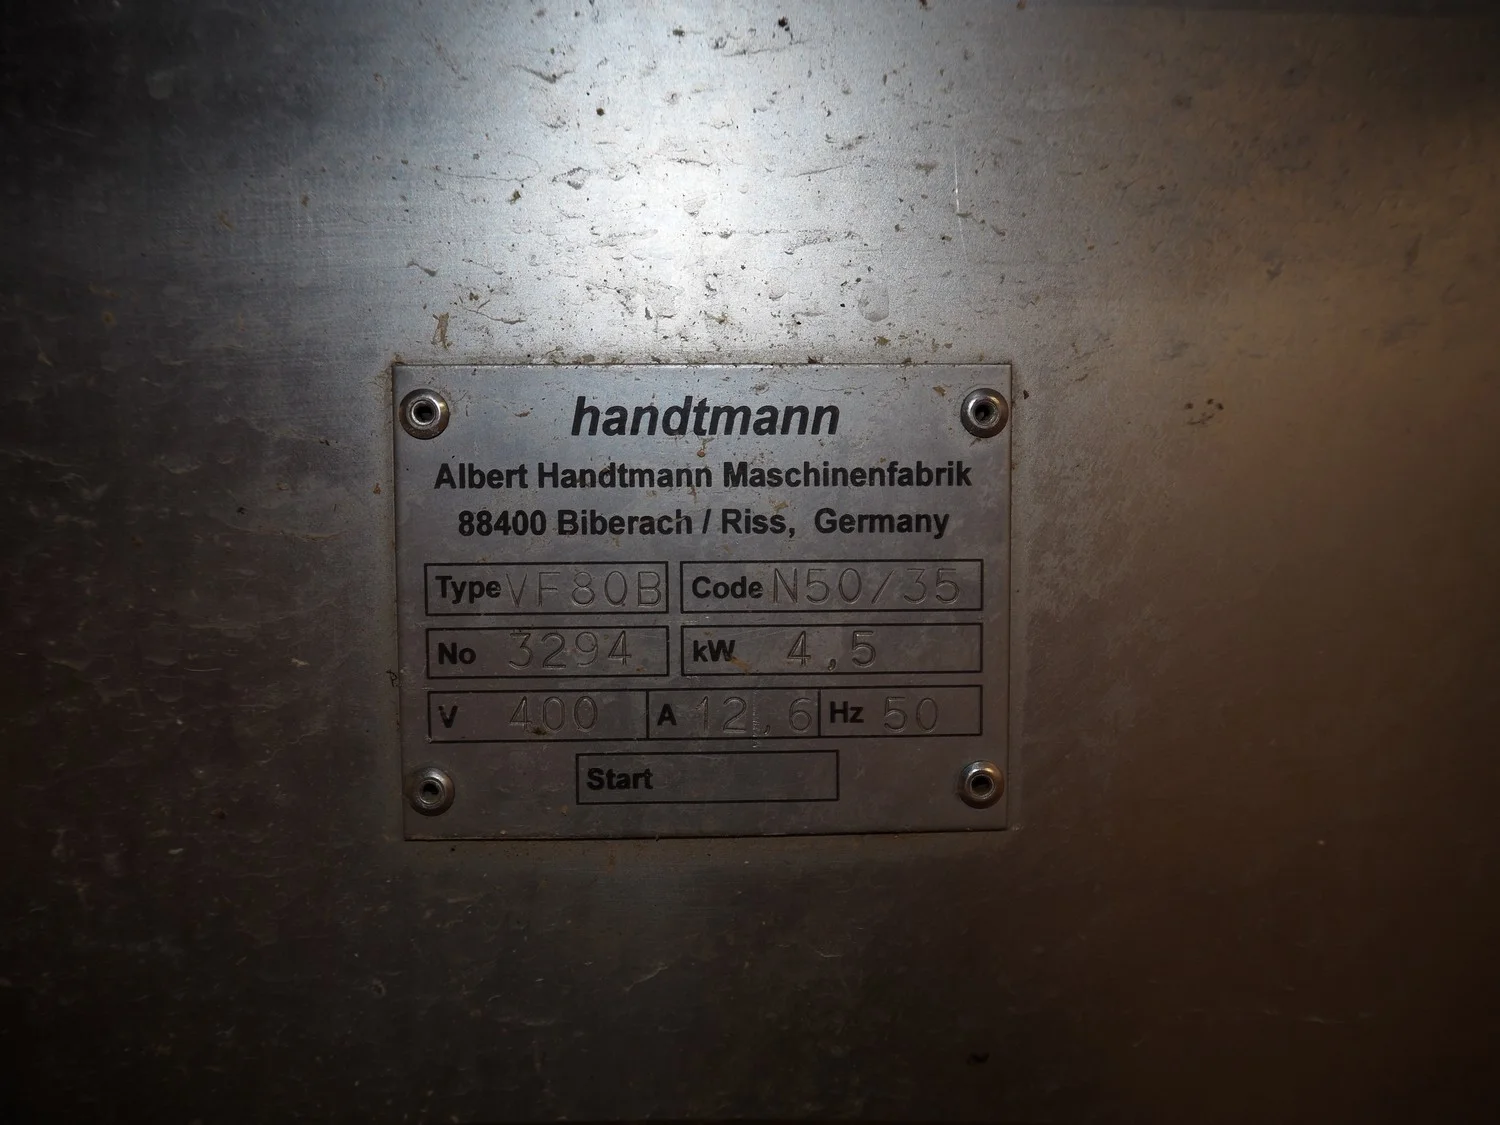 handtmann
Albert Handtmann Maschinenfabrik
88400 Biberach / Riss, Germany
Type VF80B Code N50/35
No 3294 kW 4,5
V 400 A 12,6 Hz 50
Start